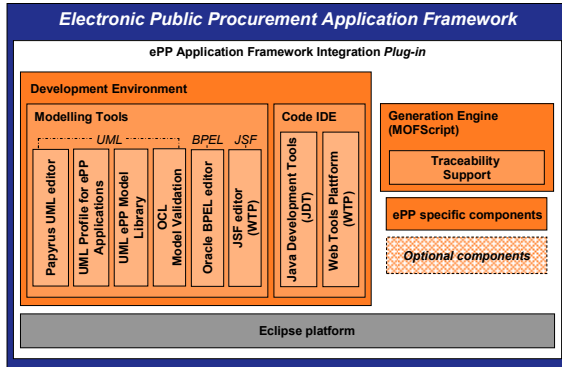 Electronic Public Procurement Application Framework
ePP Application Framework Integration Plug-in
Development Environment
Modelling Tools
UML
BPEL
JSF
Papyrus UML editor
UML Profile for ePP
Applications
UML ePP Model
Library
OCL
Model Validation
Oracle BPEL editor
JSF editor
(WTP)
Code IDE
Java Development Tools
(JDT)
Web Tools Plattform
(WTP)
Generation Engine
(MOFScript)
Traceability
Support
ePP specific components
Optional components
Eclipse platform